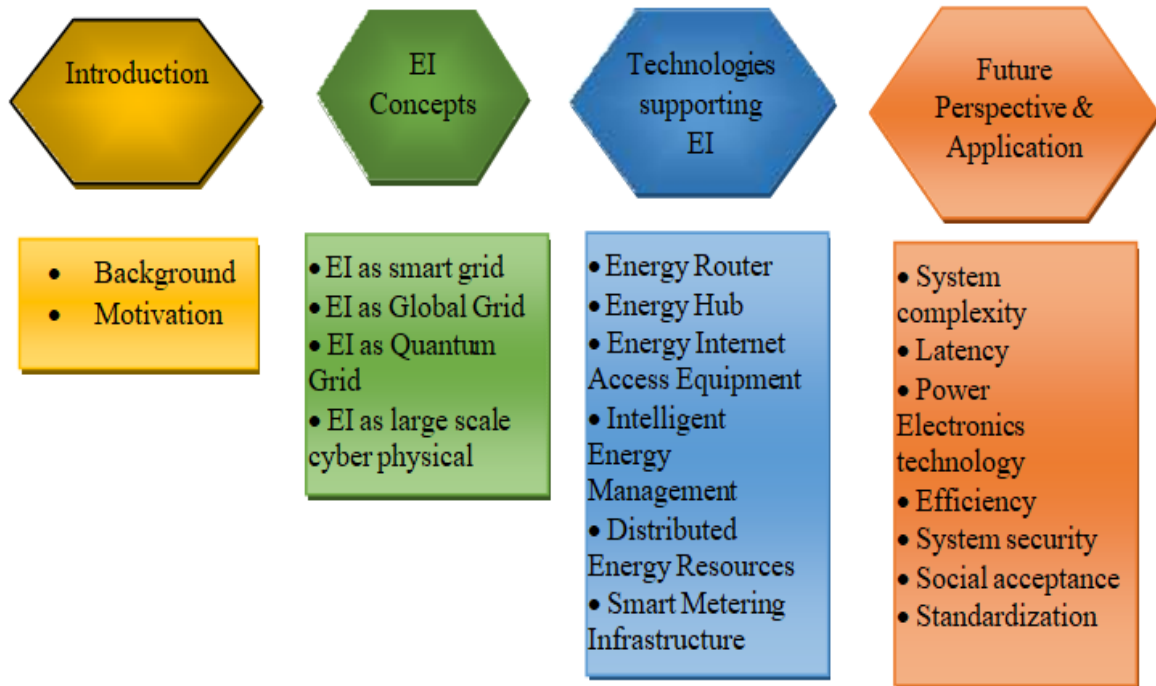 Introduction
EI
Concepts
Technologies
supporting
EI
Future
Perspective &
Application
• Background
• Motivation
• EI as smart grid
• EI as Global Grid
• EI as Quantum
Grid
• EI as large scale
cyber physical
• Energy Router
• Energy Hub
• Energy Internet
Access Equipment
• Intelligent
Energy
Management
• Distributed
Energy Resources
• Smart Metering
Infrastructure
• System
complexity
• Latency
• Power
Electronics
technology
• Efficiency
• System security
• Social acceptance
• Standardization